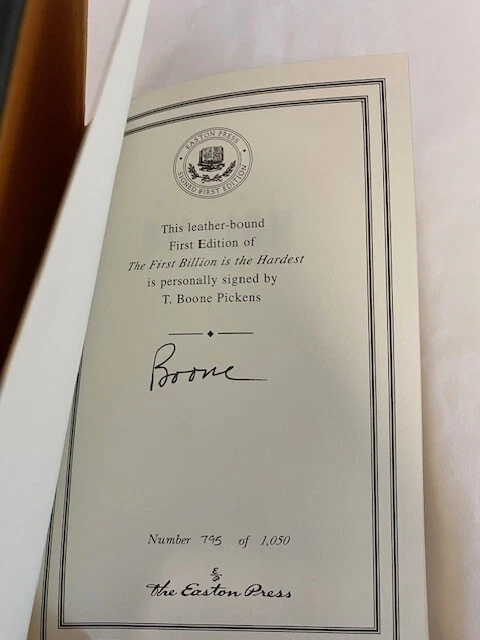 EASTON PRESS
SIGNED FIRST EDITION
This leather-bound
First Edition of
The First Billion is the Hardest
is personally signed by
T. Boone Pickens
Boone
Number 795 of 1,050
The Easton Press